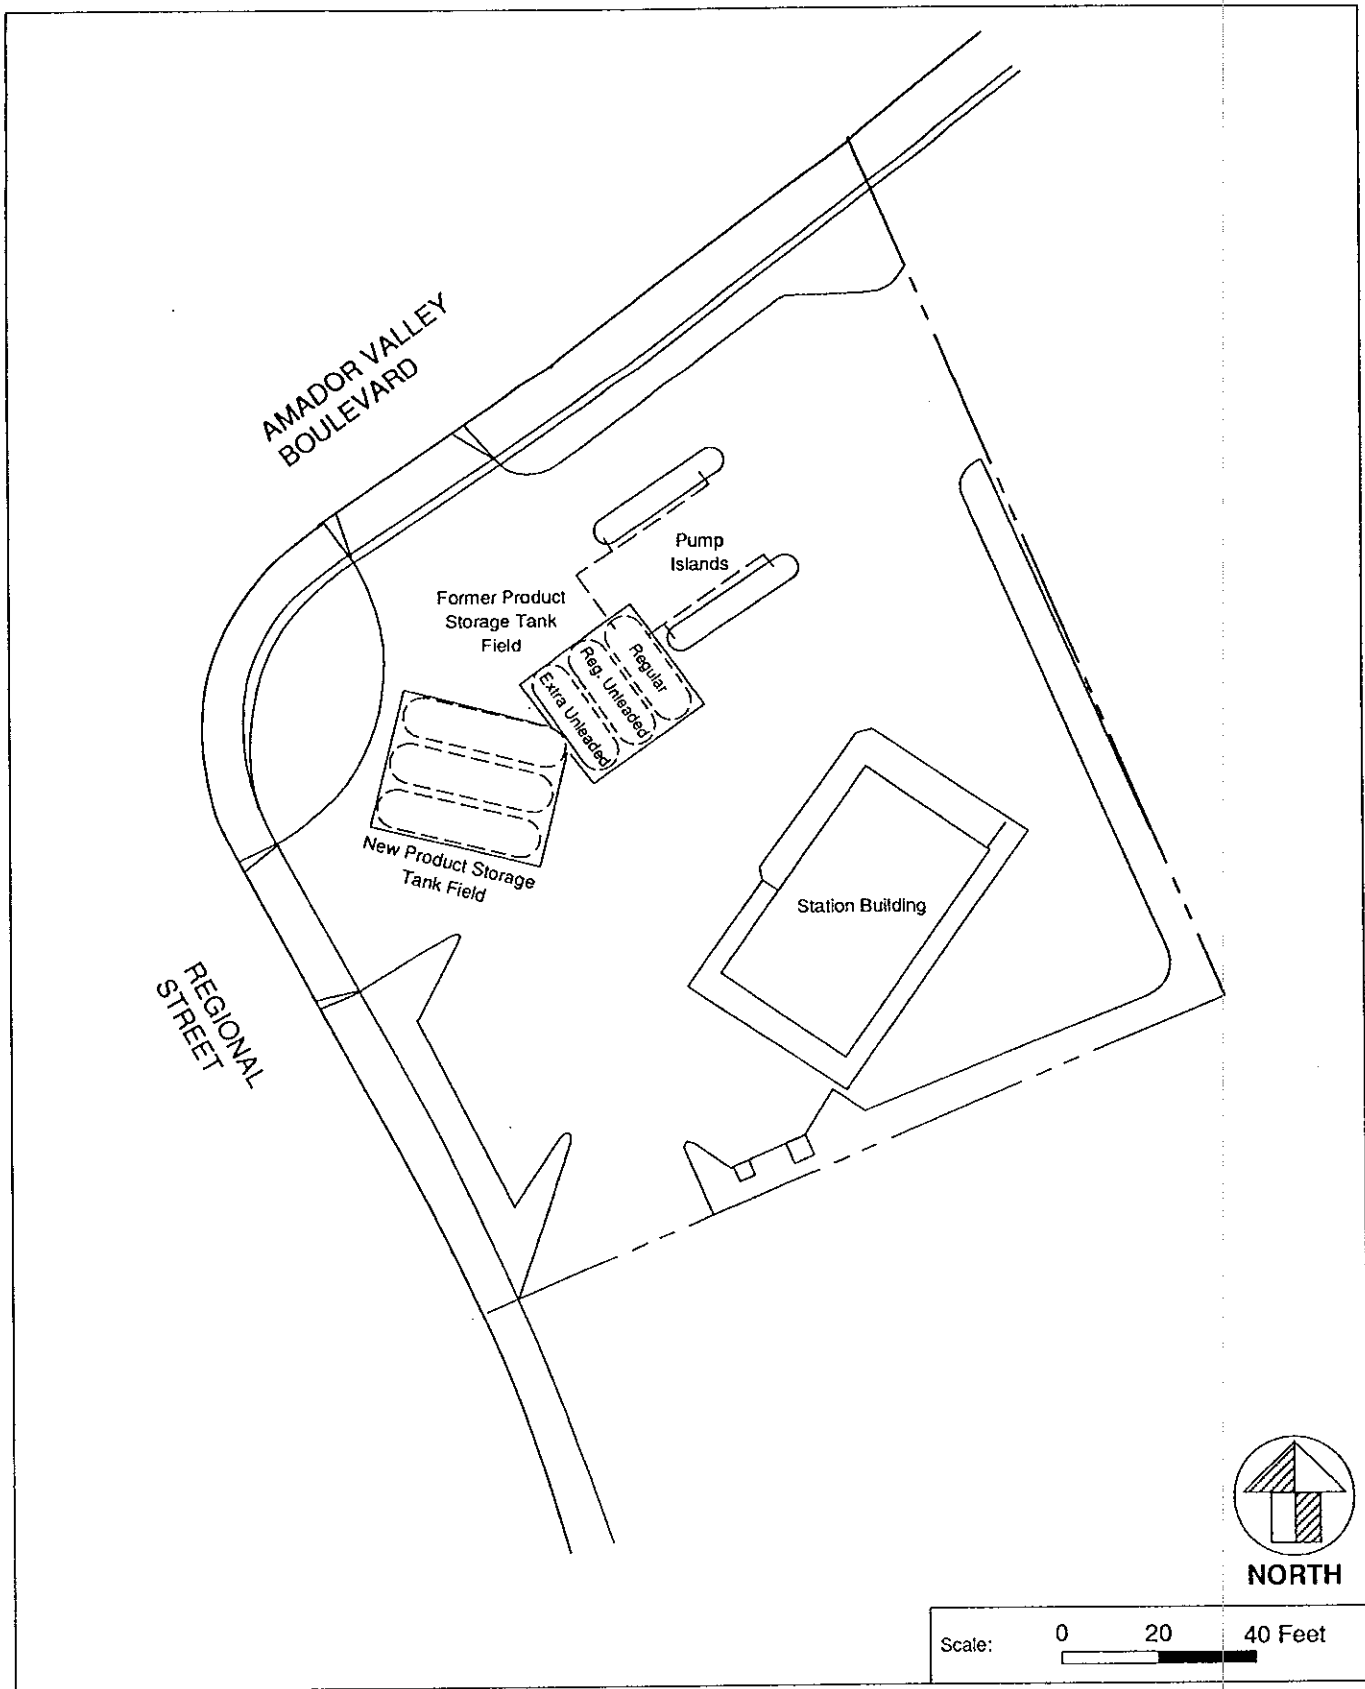 AMADOR VALLEY
BOULEVARD
Pump
Islands
Former Product
Storage Tank
Field
Regular
Reg. Unleaded
Extra Unleaded
New Product Storage
Tank Field
Station Building
REGIONAL
STREET
NORTH
Scale: 0 20 40 Feet